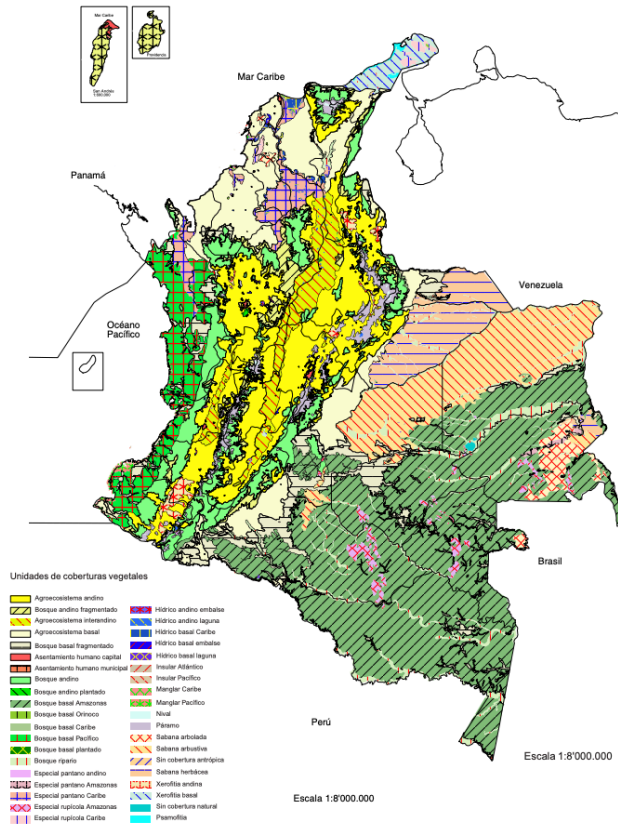 Mar Caribe
San Andrés
1:500.000
Providencia
Mar Caribe
Panamá
Venezuela
Océano
Pacífico
Brasil
Perú
Unidades de coberturas vegetales
Agroecosistema andino
Bosque andino fragmentado
Agroecosistema interandino
Agroecosistema basal
Bosque basal fragmentado
Asentamiento humano capital
Asentamiento humano municipal
Bosque andino
Bosque andino plantado
Bosque basal Amazonas
Bosque basal Orinoco
Bosque basal Caribe
Bosque basal Pacífico
Bosque basal plantado
Bosque ripario
Especial pantano andino
Especial pantano Amazonas
Especial pantano Caribe
Especial rupícola Amazonas
Especial rupícola Caribe
Hídrico andino embalse
Hídrico andino laguna
Hídrico basal Caribe
Hídrico basal embalse
Hídrico basal laguna
Insular Atlántico
Insular Pacífico
Manglar Caribe
Manglar Pacífico
Nival
Páramo
Sabana arbolada
Sabana arbustiva
Sin cobertura antrópica
Sabana herbácea
Xerofitia andina
Xerofitia basal
Sin cobertura natural
Psamofitia
Escala 1:8'000.000
Escala 1:8'000.000